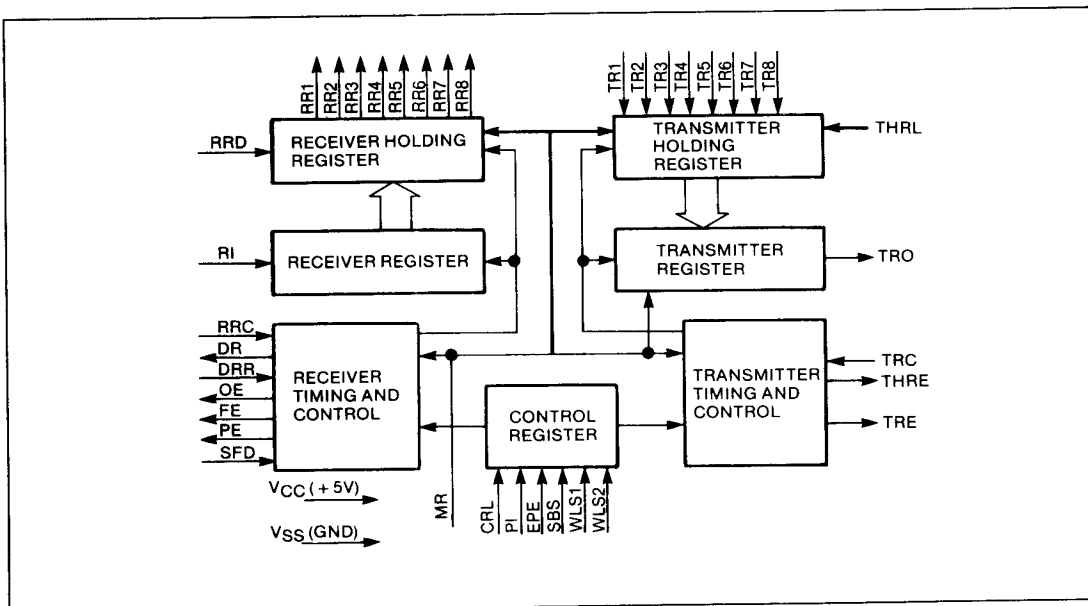 RR1
RR2
RR3
RR4
RR5
RR6
RR7
RR8
TR1
TR2
TR3
TR4
TR5
TR6
TR7
TR8
RRD
RECEIVER HOLDING
REGISTER
TRANSMITTER
HOLDING
REGISTER
THRL
RI
RECEIVER REGISTER
TRANSMITTER
REGISTER
TRO
RRC
DR
DRR
OE
FE
PE
SFD
RECEIVER
TIMING AND
CONTROL
CONTROL
REGISTER
TRANSMITTER
TIMING AND
CONTROL
TRC
THRE
TRE
VCC (+5V)
VSS (GND)
MR
CRL
PI
EPE
SBS
WLS1
WLS2